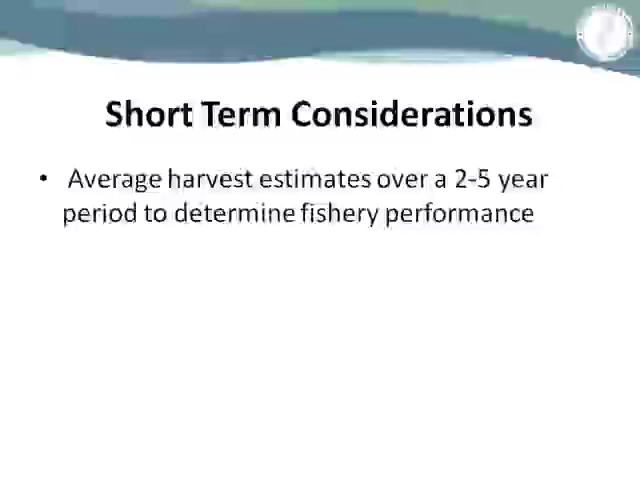 Short Term Considerations
• Average harvest estimates over a 2-5 year
period to determine fishery performance